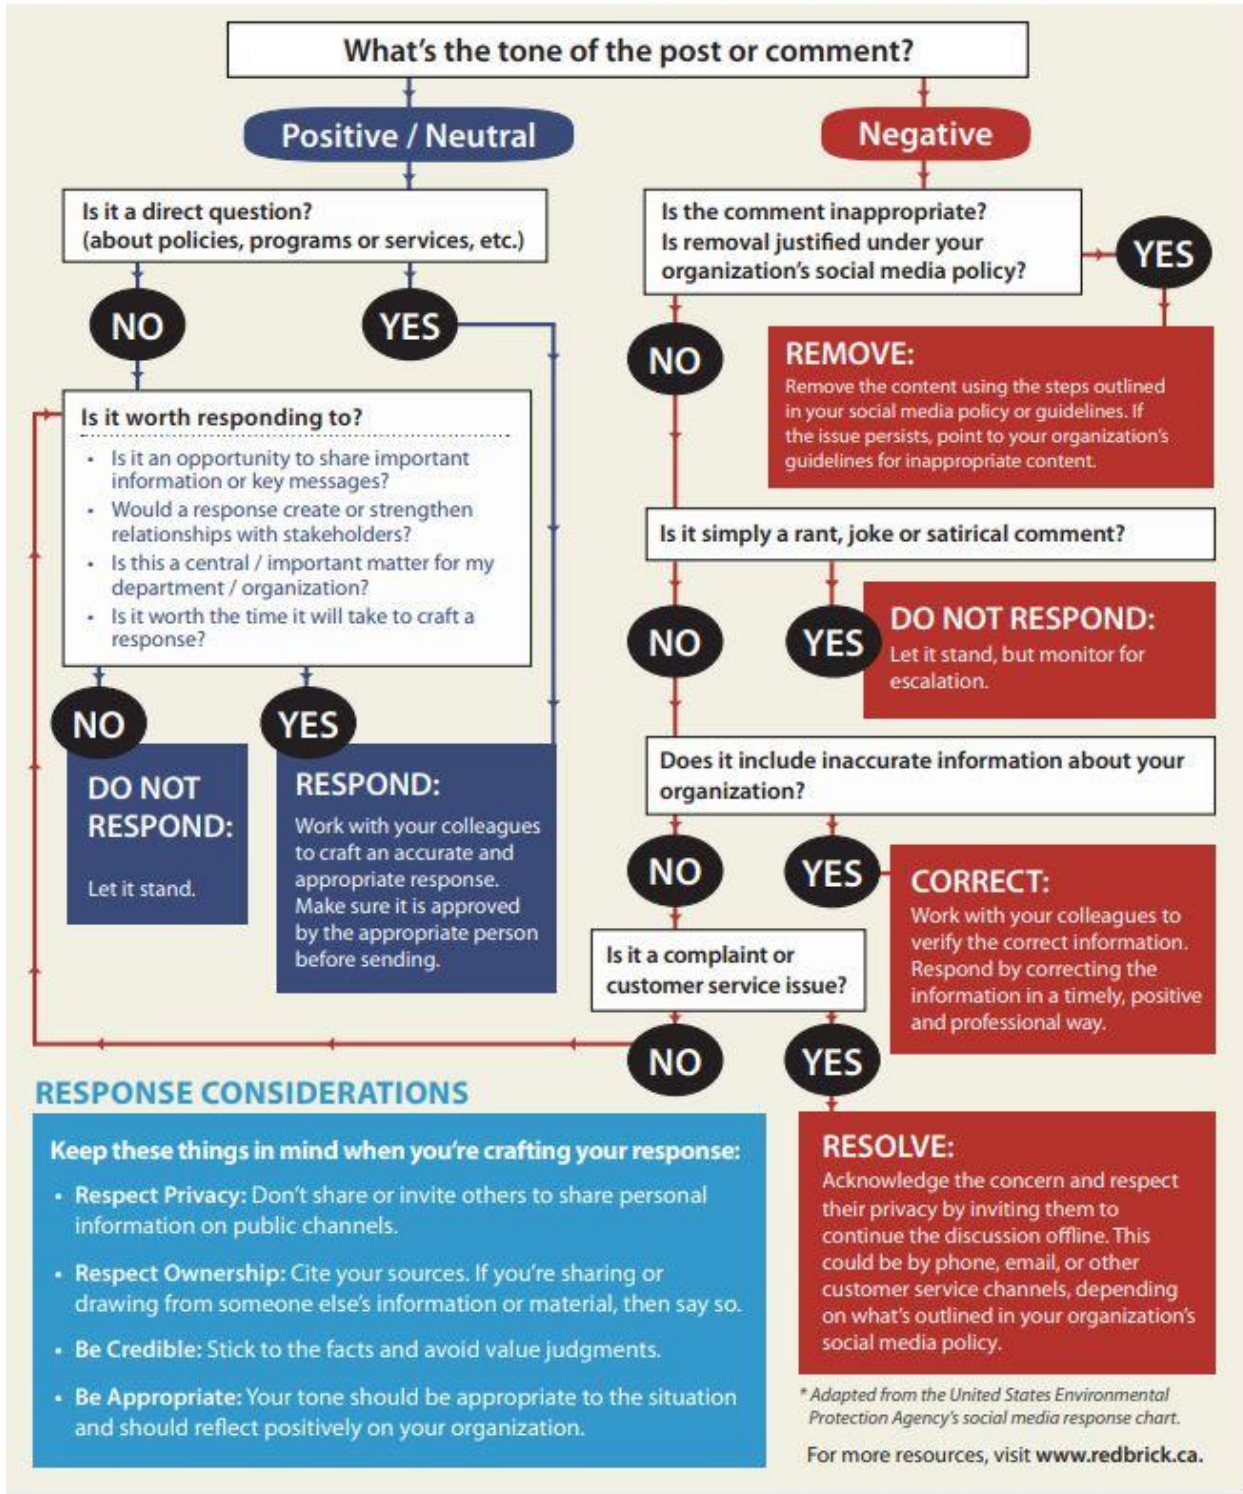 What's the tone of the post or comment?
Positive / Neutral
Negative
Is it a direct question?
(about policies, programs or services, etc.)
NO
YES
Is it worth responding to?
• Is it an opportunity to share important
information or key messages?
• Would a response create or strengthen
relationships with stakeholders?
• Is this a central / important matter for my
department / organization?
• Is it worth the time it will take to craft a
response?
NO
YES
DO NOT
RESPOND:
Let it stand.
RESPOND:
Work with your colleagues
to craft an accurate and
appropriate response.
Make sure it is approved
by the appropriate person
before sending.
Is the comment inappropriate?
Is removal justified under your
organization's social media policy?
YES
NO
REMOVE:
Remove the content using the steps outlined
in your social media policy or guidelines. If
the issue persists, point to your organization's
guidelines for inappropriate content.
Is it simply a rant, joke or satirical comment?
NO
YES
DO NOT RESPOND:
Let it stand, but monitor for
escalation.
Does it include inaccurate information about your
organization?
NO
YES
CORRECT:
Work with your colleagues to
verify the correct information.
Respond by correcting the
information in a timely, positive
and professional way.
Is it a complaint or
customer service issue?
NO
YES
RESOLVE:
Acknowledge the concern and respect
their privacy by inviting them to
continue the discussion offline. This
could be by phone, email, or other
customer service channels, depending
on what's outlined in your organization's
social media policy.
RESPONSE CONSIDERATIONS
Keep these things in mind when you're crafting your response:
• Respect Privacy: Don't share or invite others to share personal
information on public channels.
• Respect Ownership: Cite your sources. If you're sharing or
drawing from someone else's information or material, then say so.
• Be Credible: Stick to the facts and avoid value judgments.
• Be Appropriate: Your tone should be appropriate to the situation
and should reflect positively on your organization.
* Adapted from the United States Environmental
Protection Agency's social media response chart.
For more resources, visit www.redbrick.ca.